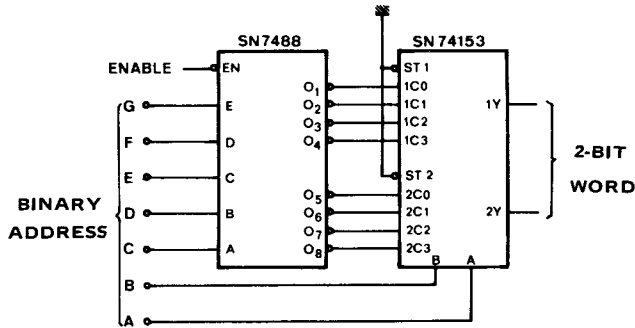 SN7488
SN74153
ENABLE
EN
ST 1
O1
1C0
G
E
O2
1C1
1Y
O3
1C2
F
D
O4
1C3
2-BIT
WORD
E
C
ST 2
BINARY
ADDRESS
D
B
O5
2C0
O6
2C1
2Y
O7
2C2
C
A
O8
2C3
B
A
B
A